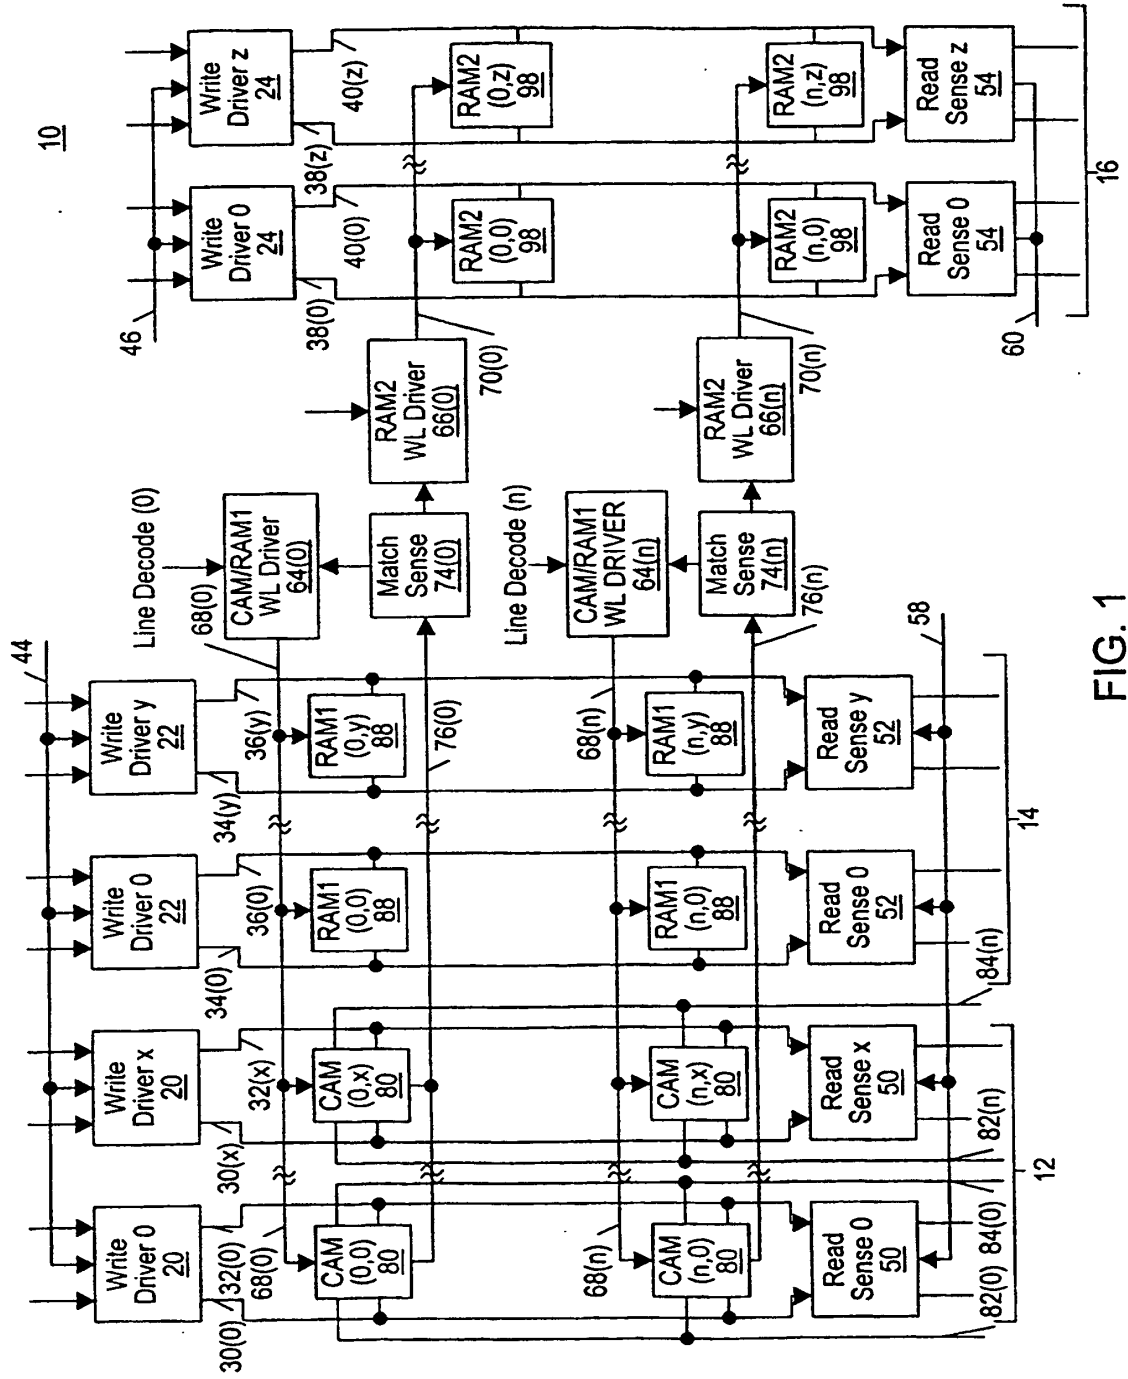 10
46
Write
Driver 0
24
Write
Driver z
24
38(0)
40(0)
38(z)
40(z)
44
Write
Driver 0
20
Write
Driver x
20
Write
Driver 0
22
Write
Driver y
22
Line Decode (0)
30(0)
32(0)
30(x)
32(x)
34(0)
36(0)
34(y)
36(y)
68(0)
68(0)
CAM/RAM1
WL Driver
64(0)
CAM
(0,0)
80
CAM
(0,x)
80
RAM1
(0,0)
88
RAM1
(0,y)
88
76(0)
Match
Sense
74(0)
RAM2
WL Driver
66(0)
70(0)
RAM2
(0,0)
98
RAM2
(0,z)
98
Line Decode (n)
68(n)
68(n)
CAM/RAM1
WL DRIVER
64(n)
CAM
(n,0)
80
CAM
(n,x)
80
RAM1
(n,0)
88
RAM1
(n,y)
88
76(n)
Match
Sense
74(n)
RAM2
WL Driver
66(n)
70(n)
RAM2
(n,0)
98
RAM2
(n,z)
98
Read
Sense 0
50
Read
Sense x
50
Read
Sense 0
52
Read
Sense y
52
58
Read
Sense 0
54
Read
Sense z
54
60
82(0)
84(0)
82(n)
84(n)
12
14
16
FIG. 1